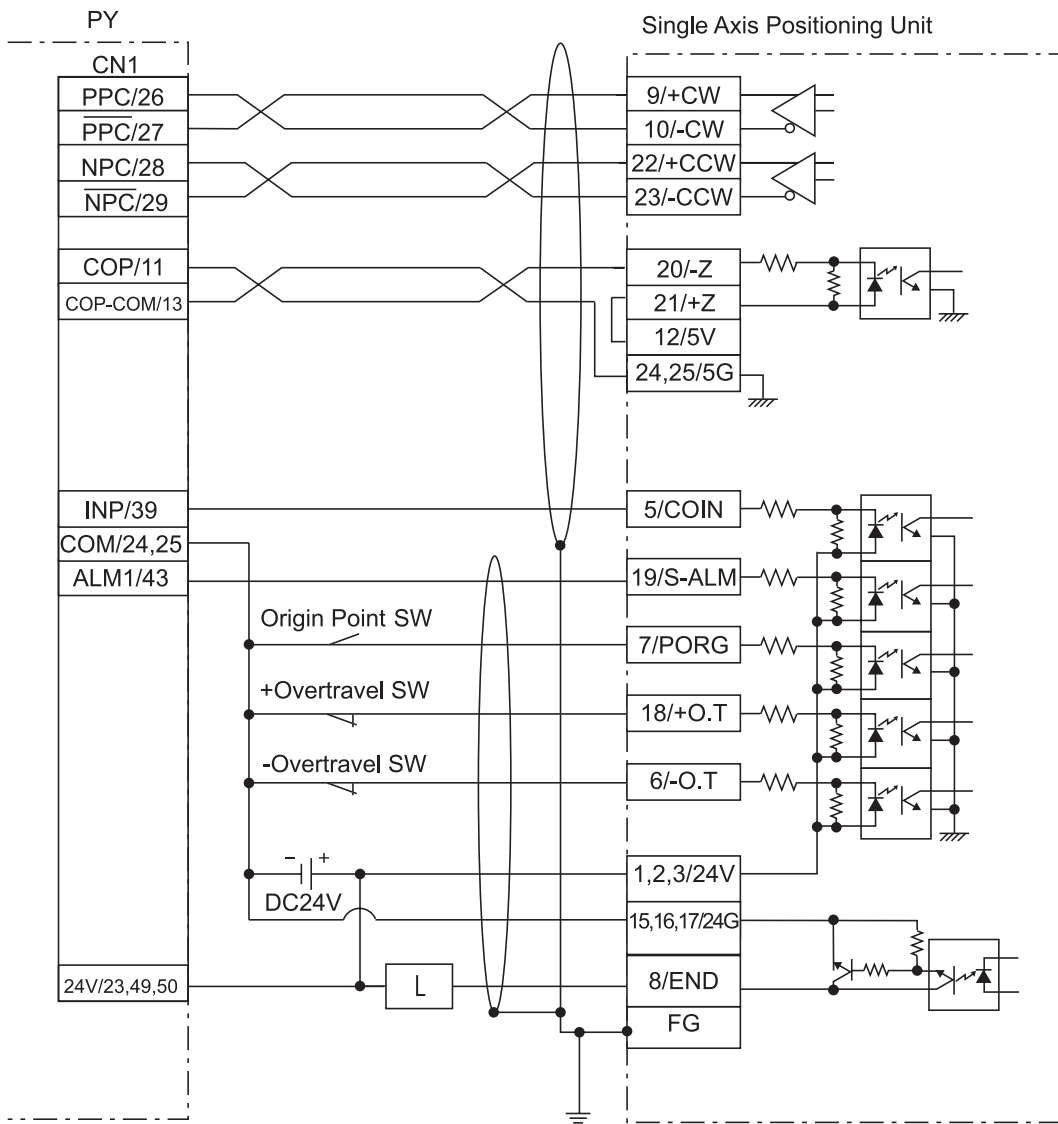 PY
Single Axis Positioning Unit
CN1
PPC/26
9/+CW
PPC/27
10/-CW
NPC/28
22/+CCW
NPC/29
23/-CCW
COP/11
20/-Z
COP-COM/13
21/+Z
12/5V
24,25/5G
INP/39
5/COIN
COM/24,25
ALM1/43
19/S-ALM
Origin Point SW
7/PORG
+Overtravel SW
18/+O.T
-Overtravel SW
6/-O.T
- +
1,2,3/24V
DC24V
15,16,17/24G
24V/23,49,50
L
8/END
FG